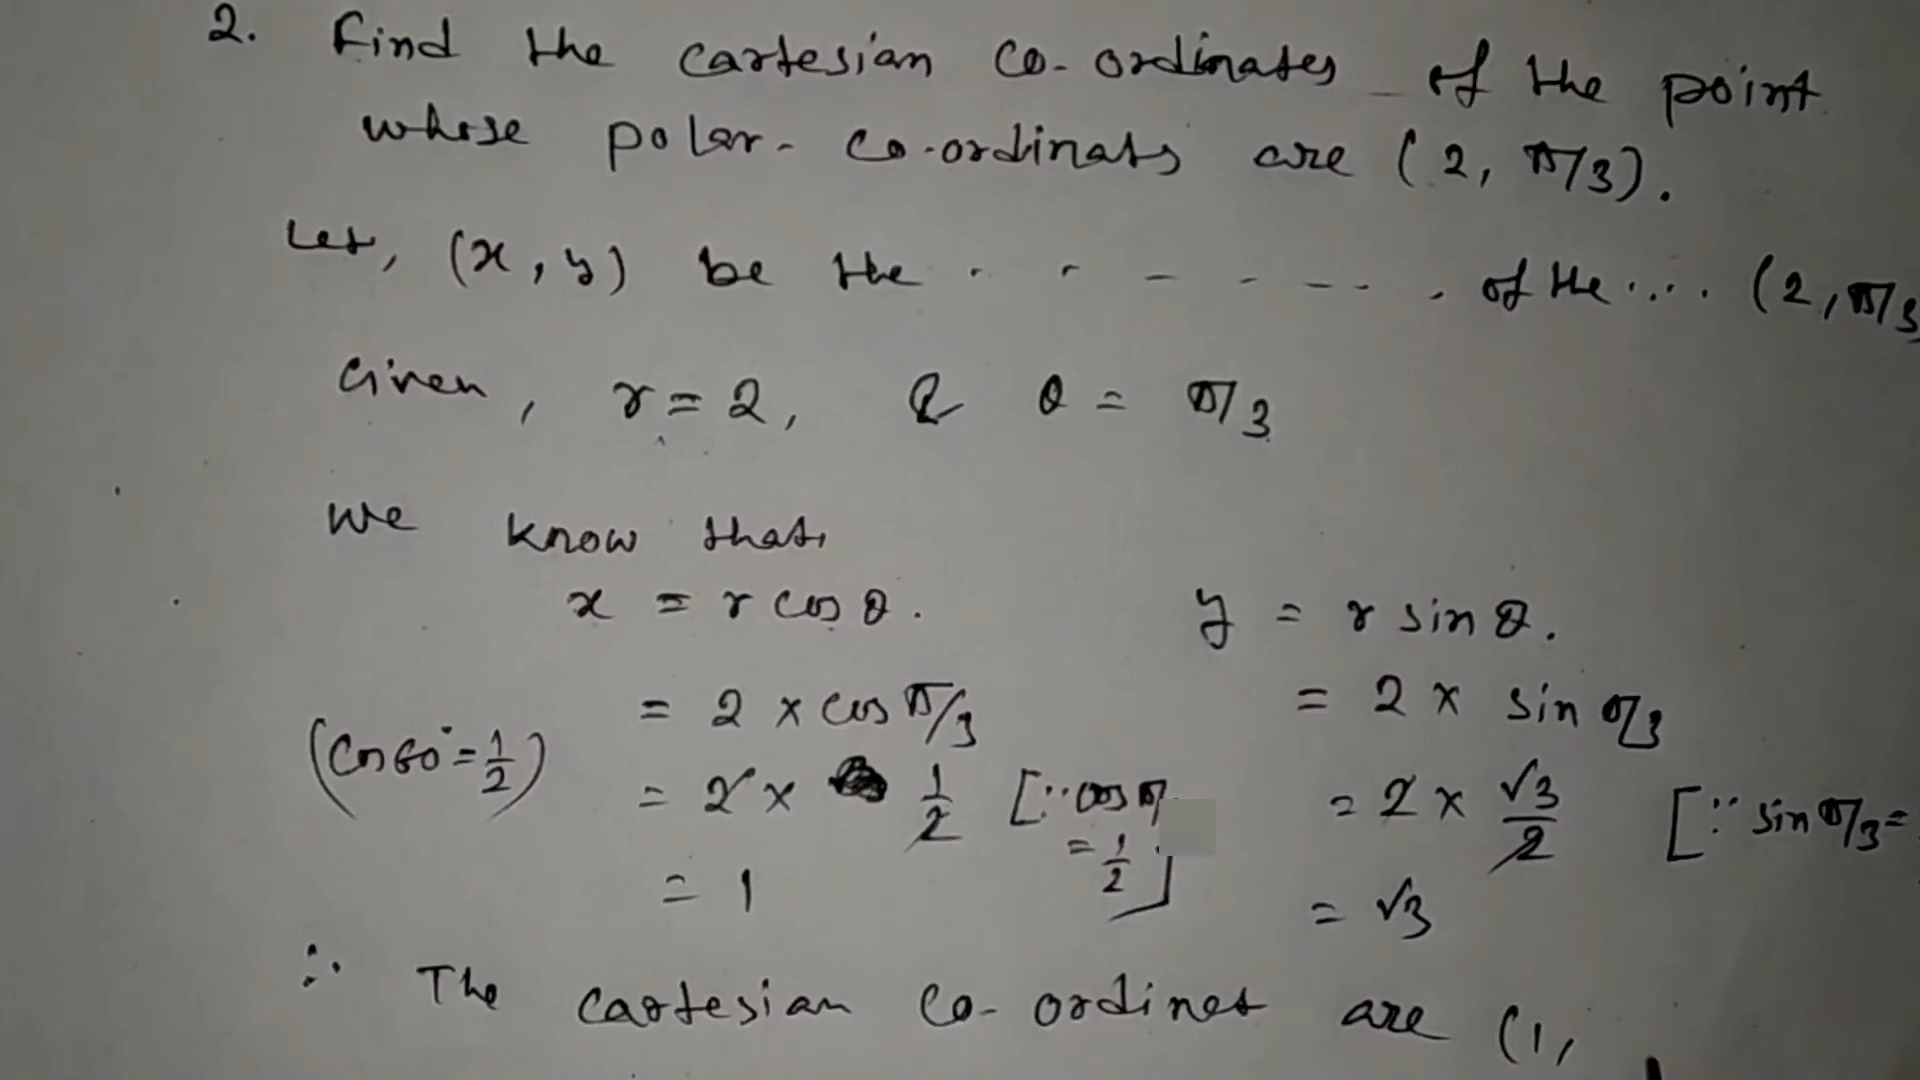 2. Find the cartesian co-ordinates of the point
whose polar- co-ordinats are (2, π/3).
Let, (x, y) be the . . - - - - - . of the .... (2, π/3
Given, r = 2, & θ = π/3
We know that,
x = r cos θ. y = r sin θ.
= 2 × cos π/3 = 2 × sin π/3
(cos 60° = 1/2) = 2 × 1/2 [∵ cos π = 1/2] = 2 × √3/2 [∵ sin π/3 =
= 1 = √3
∴ The cartesian co-ordinet are (1,